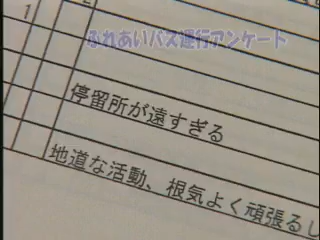 1
ふれあいバス運行アンケート
停留所が遠すぎる
地道な活動、根気よく頑張るし